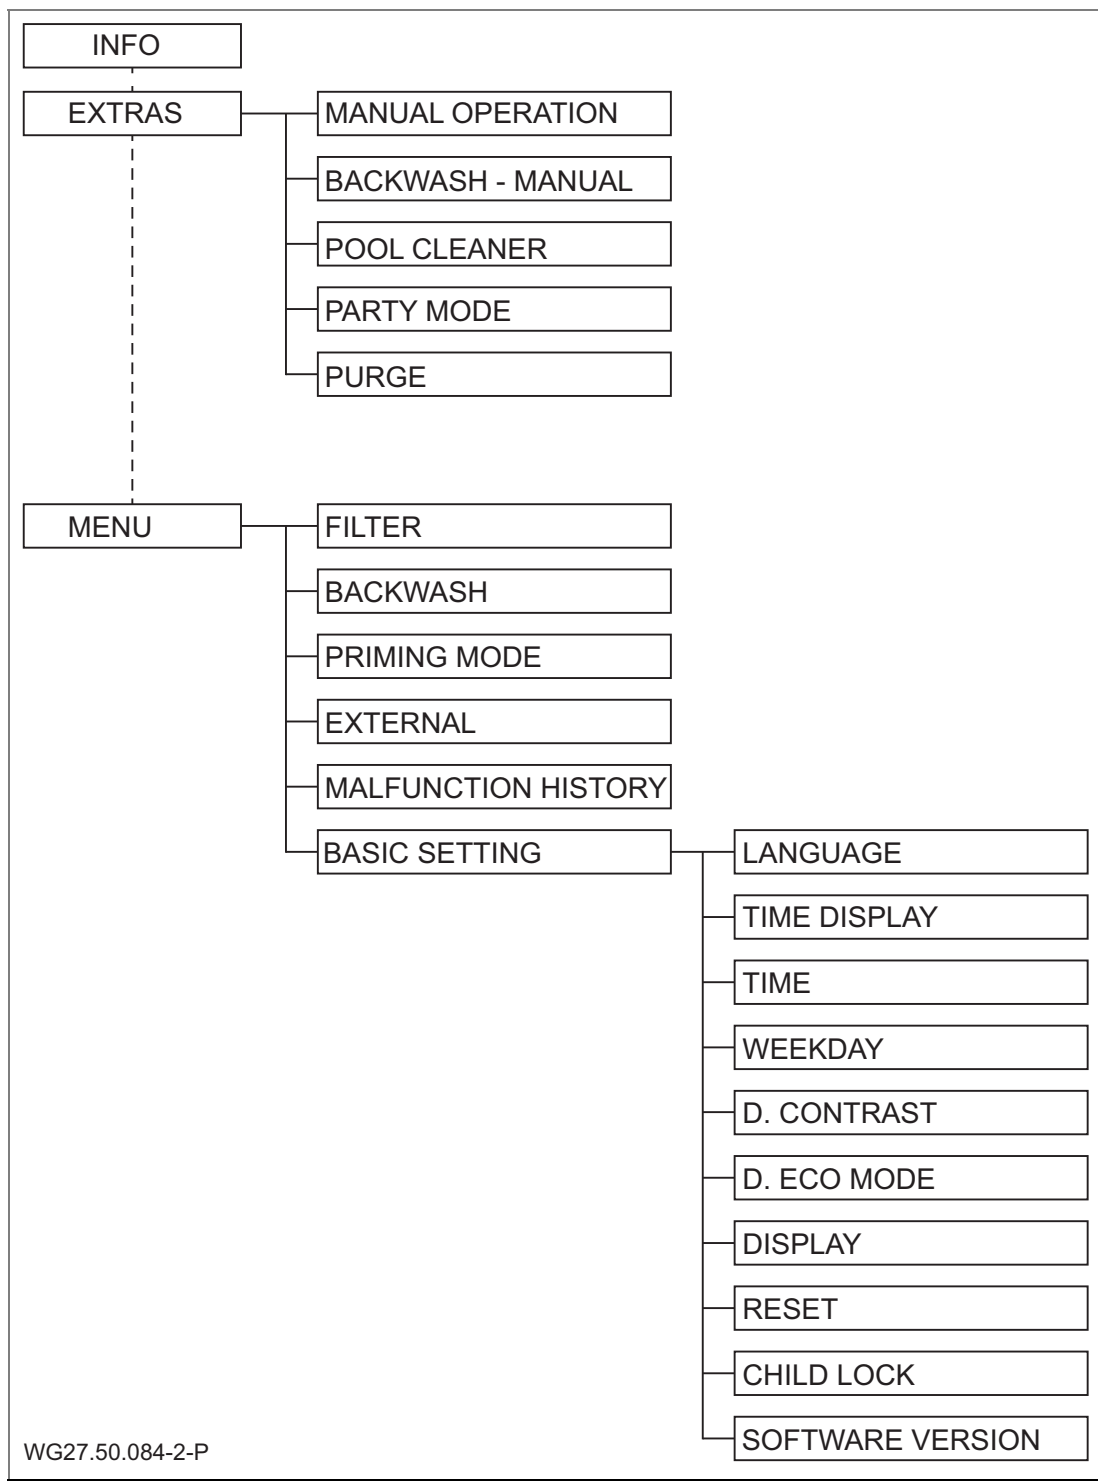 INFO
EXTRAS
MANUAL OPERATION
BACKWASH - MANUAL
POOL CLEANER
PARTY MODE
PURGE
MENU
FILTER
BACKWASH
PRIMING MODE
EXTERNAL
MALFUNCTION HISTORY
BASIC SETTING
LANGUAGE
TIME DISPLAY
TIME
WEEKDAY
D. CONTRAST
D. ECO MODE
DISPLAY
RESET
CHILD LOCK
SOFTWARE VERSION
WG27.50.084-2-P